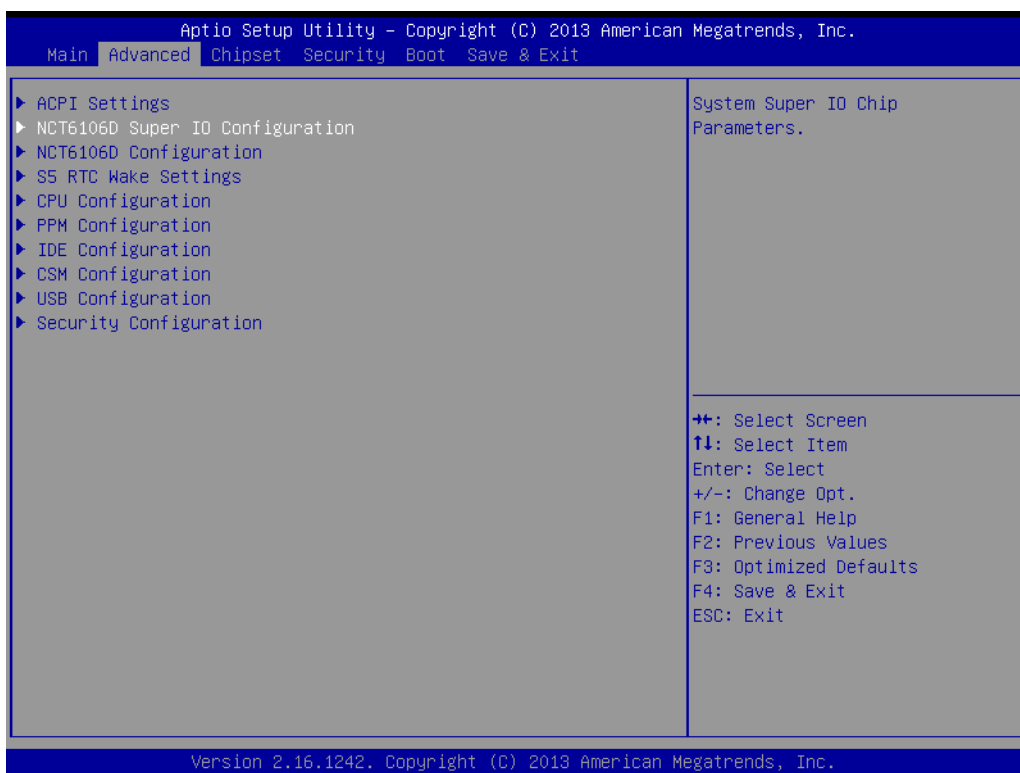 Aptio Setup Utility – Copyright (C) 2013 American Megatrends, Inc.
Main Advanced Chipset Security Boot Save & Exit
▶ ACPI Settings
▶ NCT6106D Super IO Configuration
▶ NCT6106D Configuration
▶ S5 RTC Wake Settings
▶ CPU Configuration
▶ PPM Configuration
▶ IDE Configuration
▶ CSM Configuration
▶ USB Configuration
▶ Security Configuration
System Super IO Chip
Parameters.
→←: Select Screen
↑↓: Select Item
Enter: Select
+/-: Change Opt.
F1: General Help
F2: Previous Values
F3: Optimized Defaults
F4: Save & Exit
ESC: Exit
Version 2.16.1242. Copyright (C) 2013 American Megatrends, Inc.